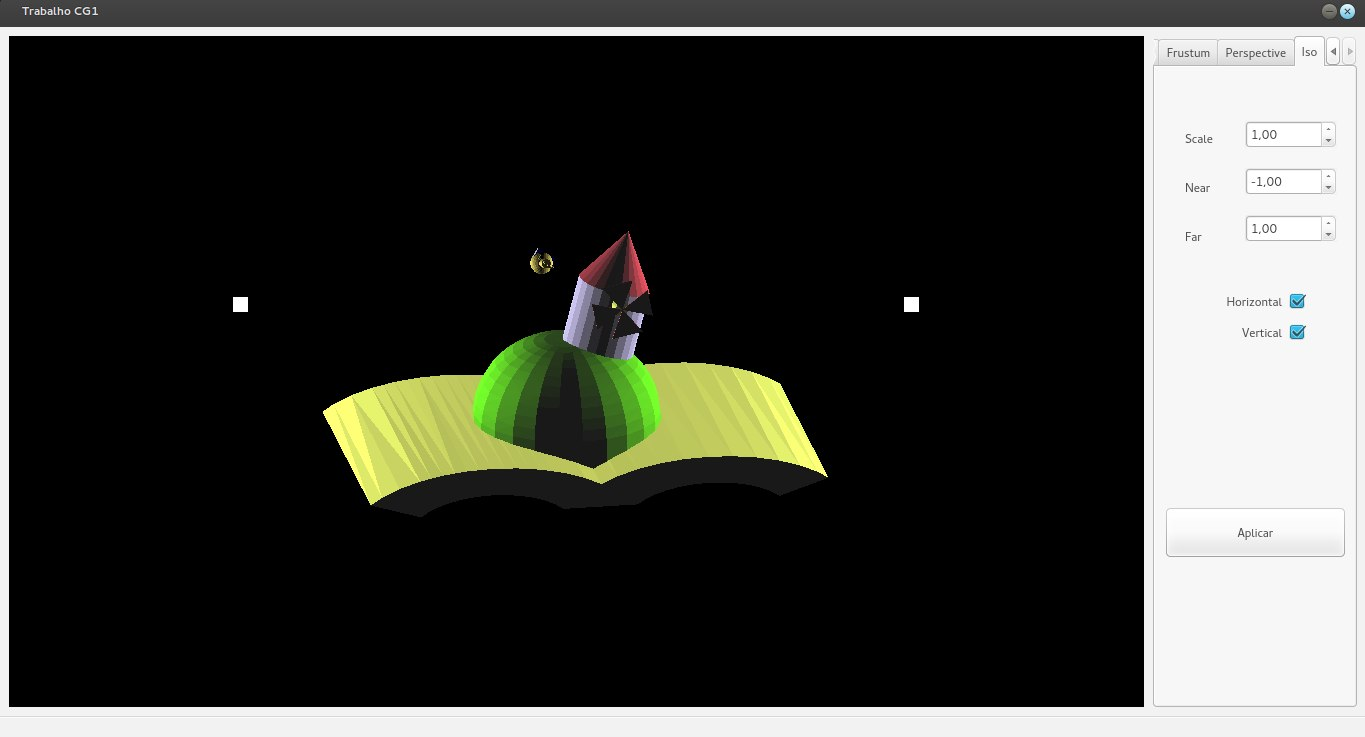 Trabalho CG1
Frustum Perspective Iso
Scale 1,00
Near -1,00
Far 1,00
Horizontal
Vertical
Aplicar